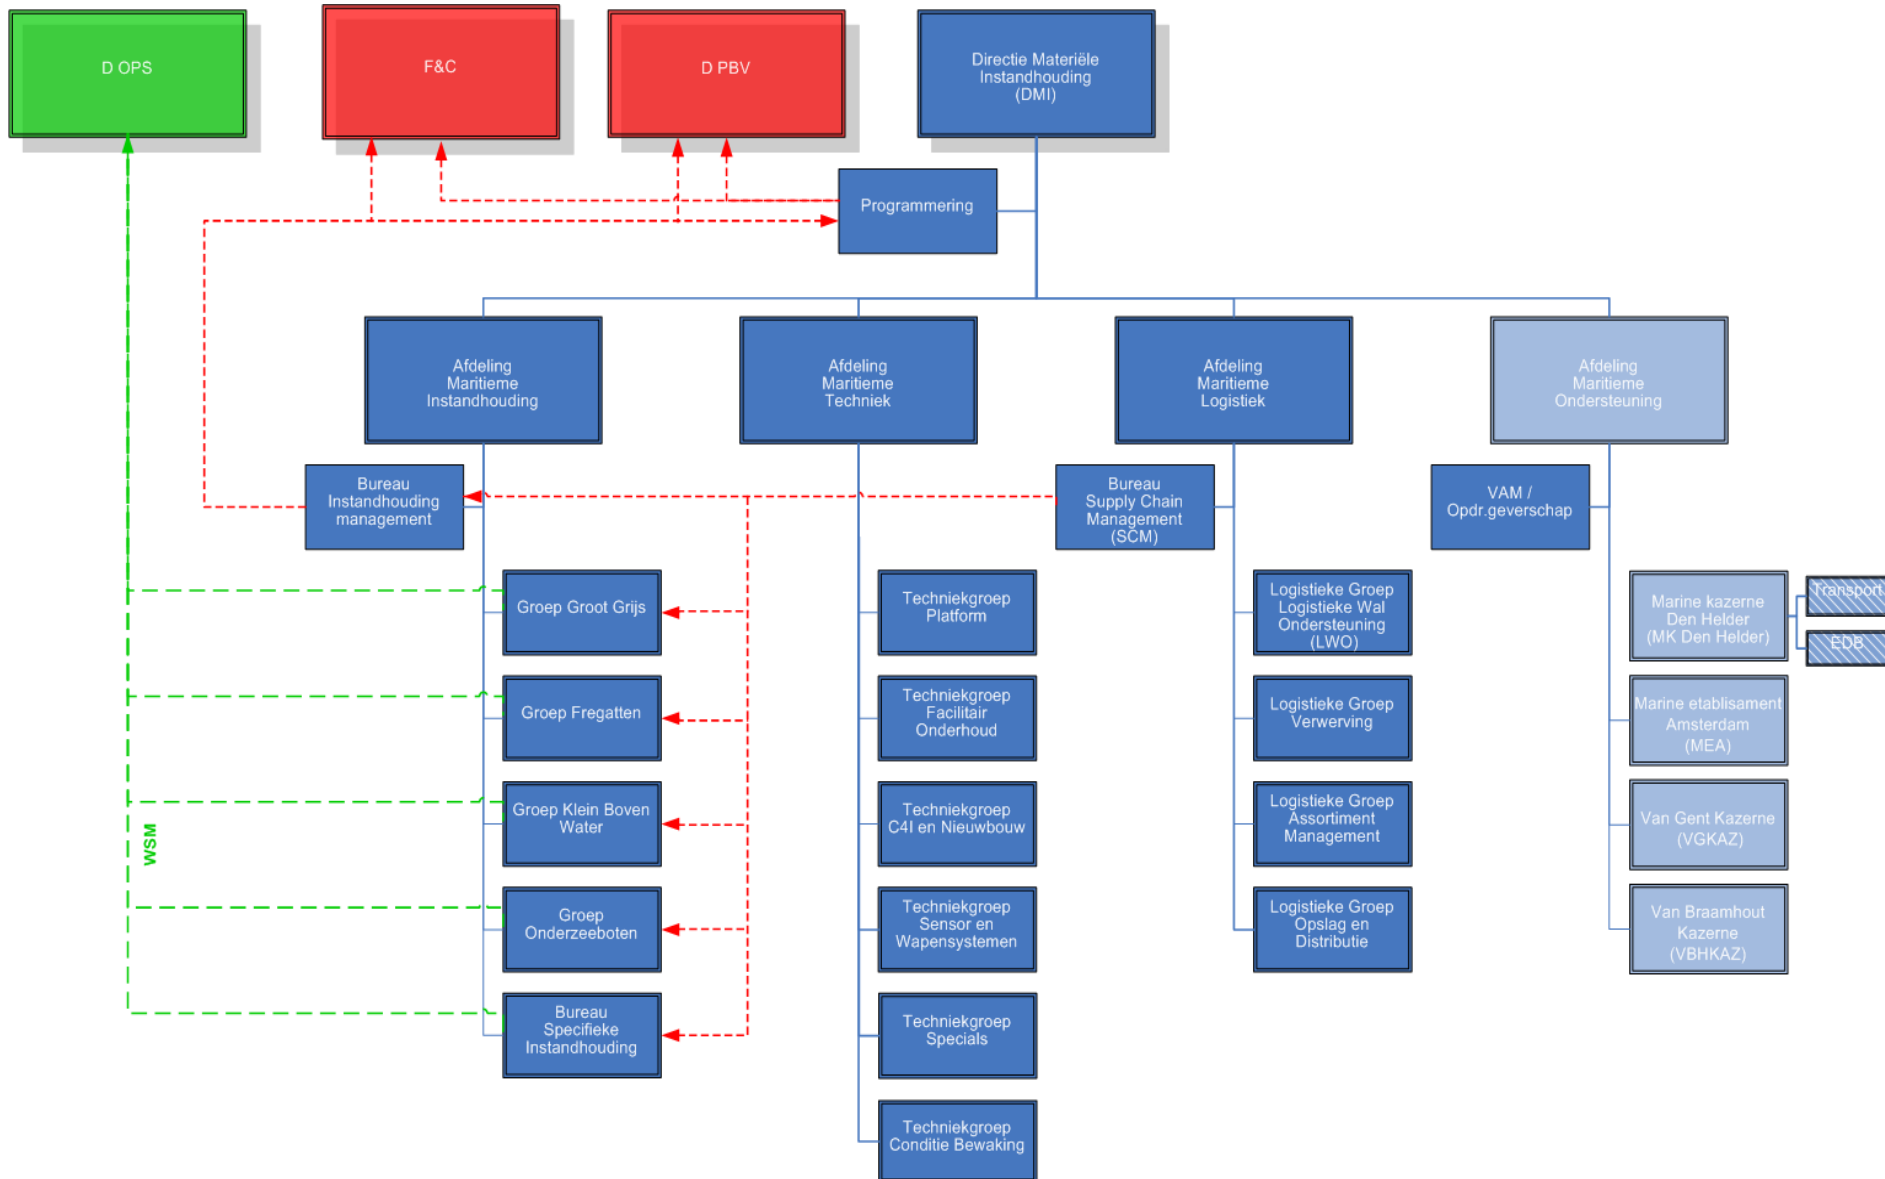 D OPS
F&C
D PBV
Directie Materiële
Instandhouding
(DMI)
Programmering
Afdeling
Maritieme
Instandhouding
Afdeling
Maritieme
Techniek
Afdeling
Maritieme
Logistiek
Afdeling
Maritieme
Ondersteuning
Bureau
Instandhouding
management
Bureau
Supply Chain
Management
(SCM)
VAM /
Opdr.geverschap
Groep Groot Grijs
Groep Fregatten
Groep Klein Boven
Water
Groep
Onderzeeboten
Bureau
Specifieke
Instandhouding
WSM
Techniekgroep
Platform
Techniekgroep
Facilitair
Onderhoud
Techniekgroep
C4I en Nieuwbouw
Techniekgroep
Sensor en
Wapensystemen
Techniekgroep
Specials
Techniekgroep
Conditie Bewaking
Logistieke Groep
Logistieke Wal
Ondersteuning
(LWO)
Logistieke Groep
Verwerving
Logistieke Groep
Assortiment
Management
Logistieke Groep
Opslag en
Distributie
Marine kazerne
Den Helder
(MK Den Helder)
Transport
EDB
Marine etablisament
Amsterdam
(MEA)
Van Gent Kazerne
(VGKAZ)
Van Braamhout
Kazerne
(VBHKAZ)